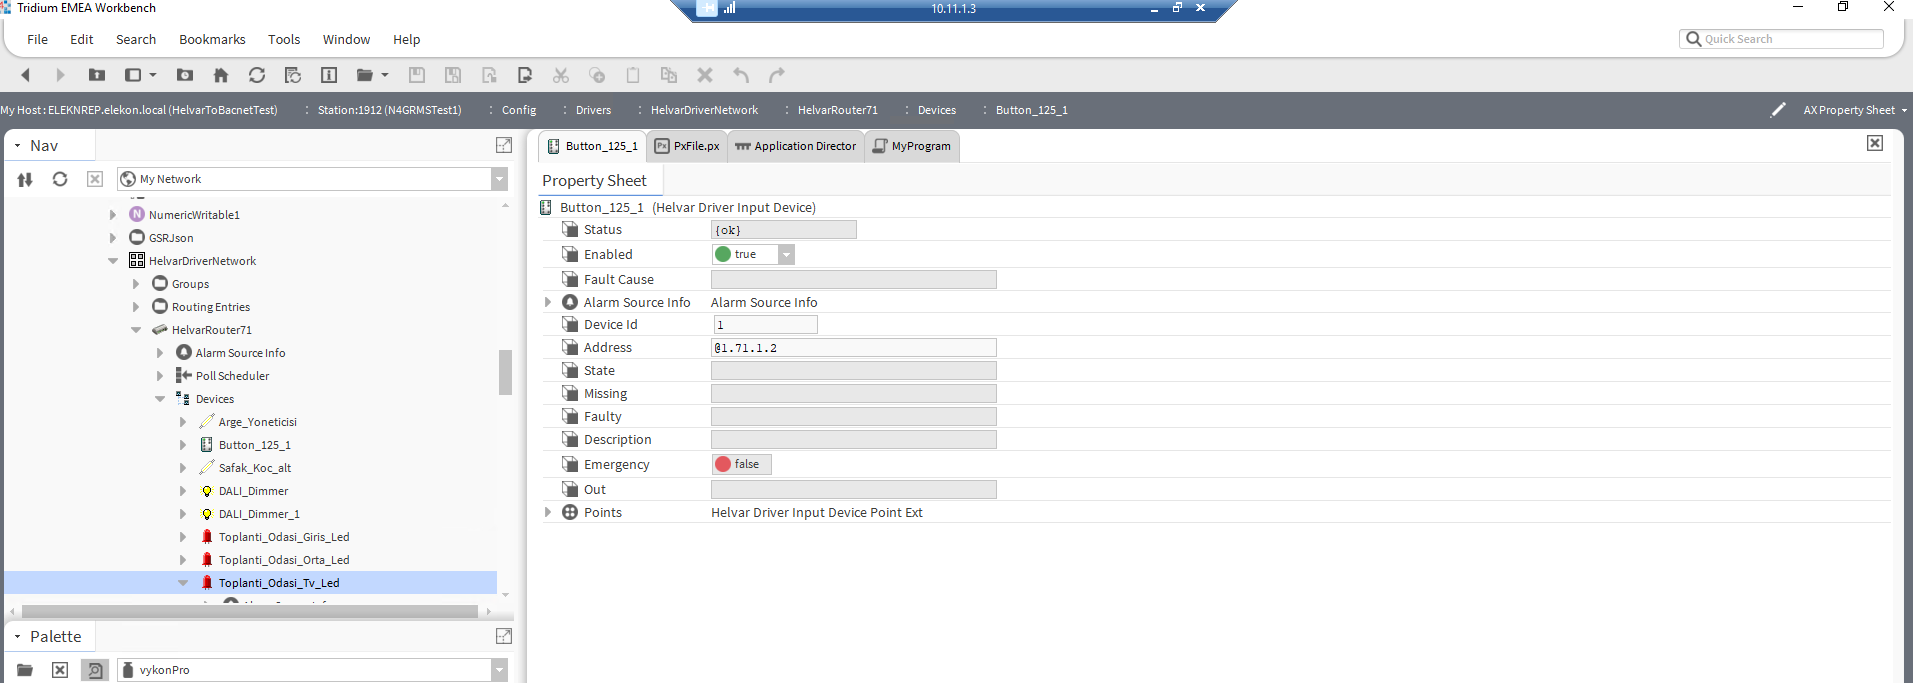 Tridium EMEA Workbench
10.11.1.3
File Edit Search Bookmarks Tools Window Help
Quick Search
My Host : ELEKNREP.elekon.local (HelvarToBacnetTest) : Station:1912 (N4GRMSTest1) : Config : Drivers : HelvarDriverNetwork : HelvarRouter71 : Devices : Button_125_1
AX Property Sheet
Nav
My Network
N NumericWritable1
GSRJson
HelvarDriverNetwork
Groups
Routing Entries
HelvarRouter71
Alarm Source Info
Poll Scheduler
Devices
Arge_Yoneticisi
Button_125_1
Safak_Koc_alt
DALI_Dimmer
DALI_Dimmer_1
Toplanti_Odasi_Giris_Led
Toplanti_Odasi_Orta_Led
Toplanti_Odasi_Tv_Led
Palette
vykonPro
Button_125_1 Px PxFile.px Application Director MyProgram
Property Sheet
Button_125_1 (Helvar Driver Input Device)
Status {ok}
Enabled true
Fault Cause
Alarm Source Info Alarm Source Info
Device Id 1
Address @1.71.1.2
State
Missing
Faulty
Description
Emergency false
Out
Points Helvar Driver Input Device Point Ext